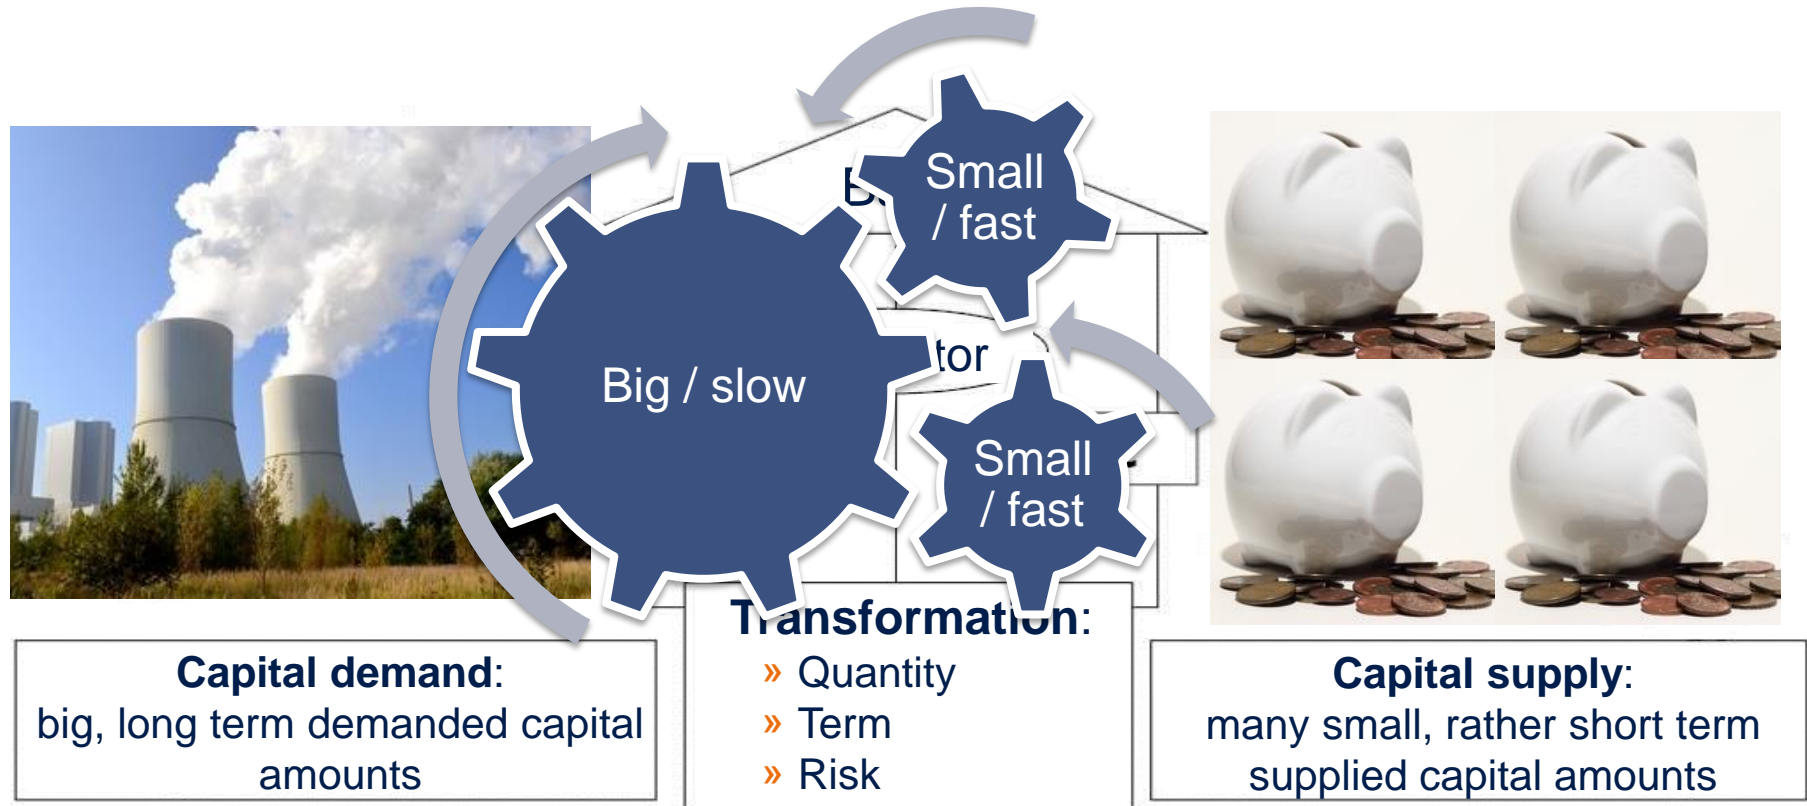 Small
/ fast
Big / slow
tor
Small
/ fast
Transformation:
» Quantity
» Term
» Risk
Capital demand:
big, long term demanded capital
amounts
Capital supply:
many small, rather short term
supplied capital amounts